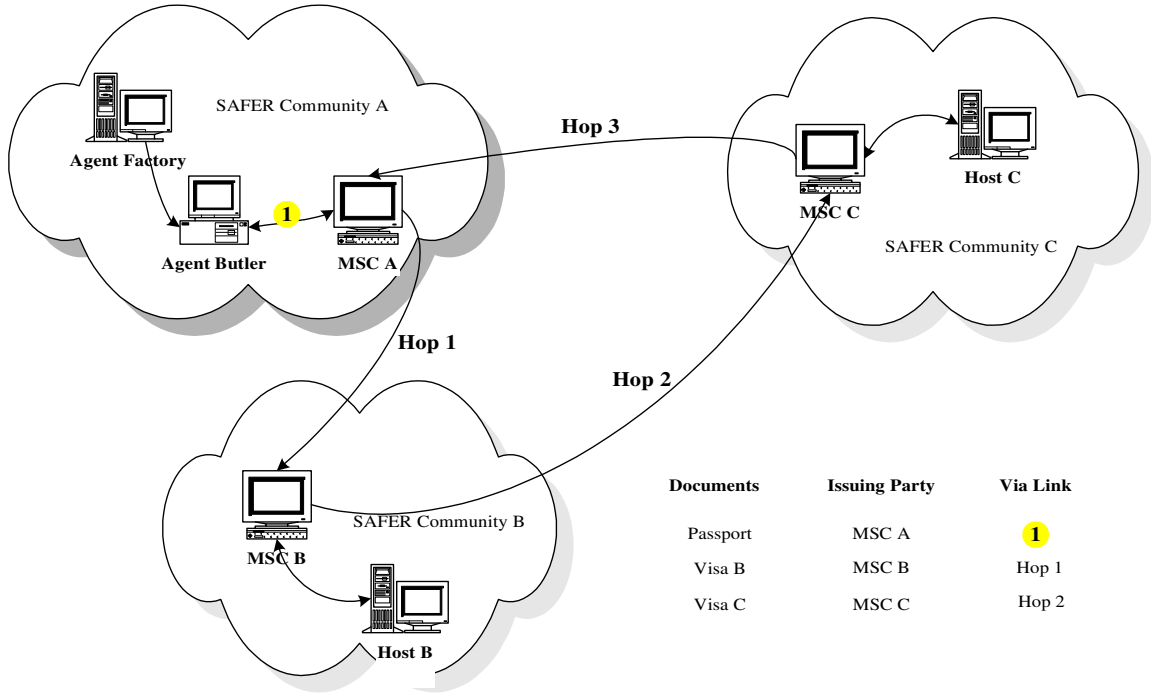 SAFER Community A
Agent Factory
1
Agent Butler
MSC A
Hop 3
MSC C
Host C
SAFER Community C
Hop 1
Hop 2
SAFER Community B
MSC B
Host B
Documents Issuing Party Via Link
Passport MSC A 1
Visa B MSC B Hop 1
Visa C MSC C Hop 2